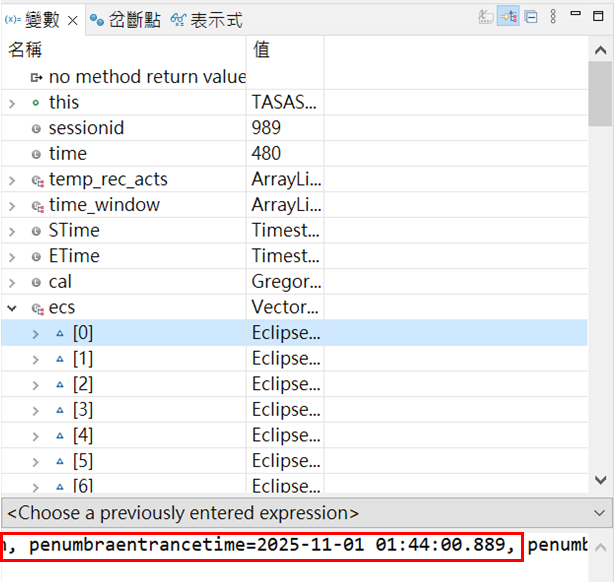 (x)= 變數 岔斷點 表示式
名稱 值
no method return value
this TASAS...
sessionid 989
time 480
temp_rec_acts ArrayLi...
time_window ArrayLi...
STime Timest...
ETime Timest...
cal Gregor...
ecs Vector...
[0] Eclipse...
[1] Eclipse...
[2] Eclipse...
[3] Eclipse...
[4] Eclipse...
[5] Eclipse...
[6] Eclipse...
<Choose a previously entered expression>
, penumbraentrancetime=2025-11-01 01:44:00.889, penumb